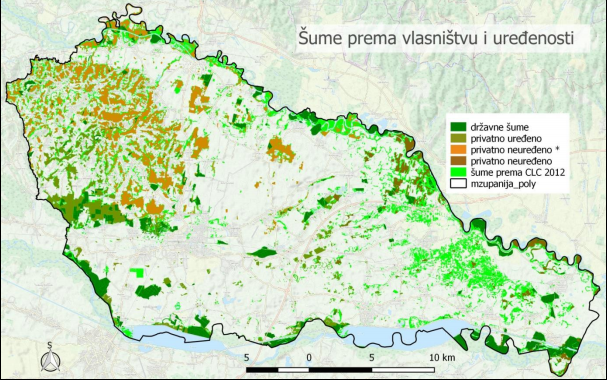 Šume prema vlasništvu i uređenosti
državne šume
privatno uređeno
privatno neuređeno *
privatno neuređeno
šume prema CLC 2012
mzupanija_poly
S
5 0 5 10 km